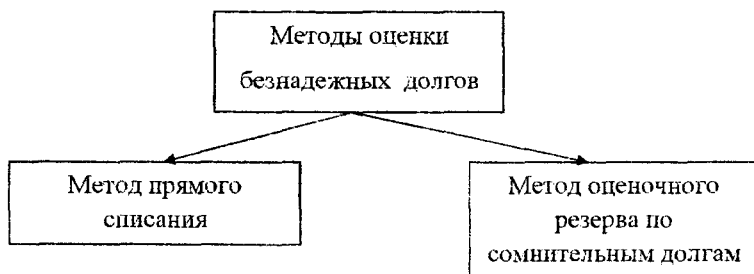 Методы оценки
безнадежных долгов
Метод прямого
списания
Метод оценочного
резерва по
сомнительным долгам